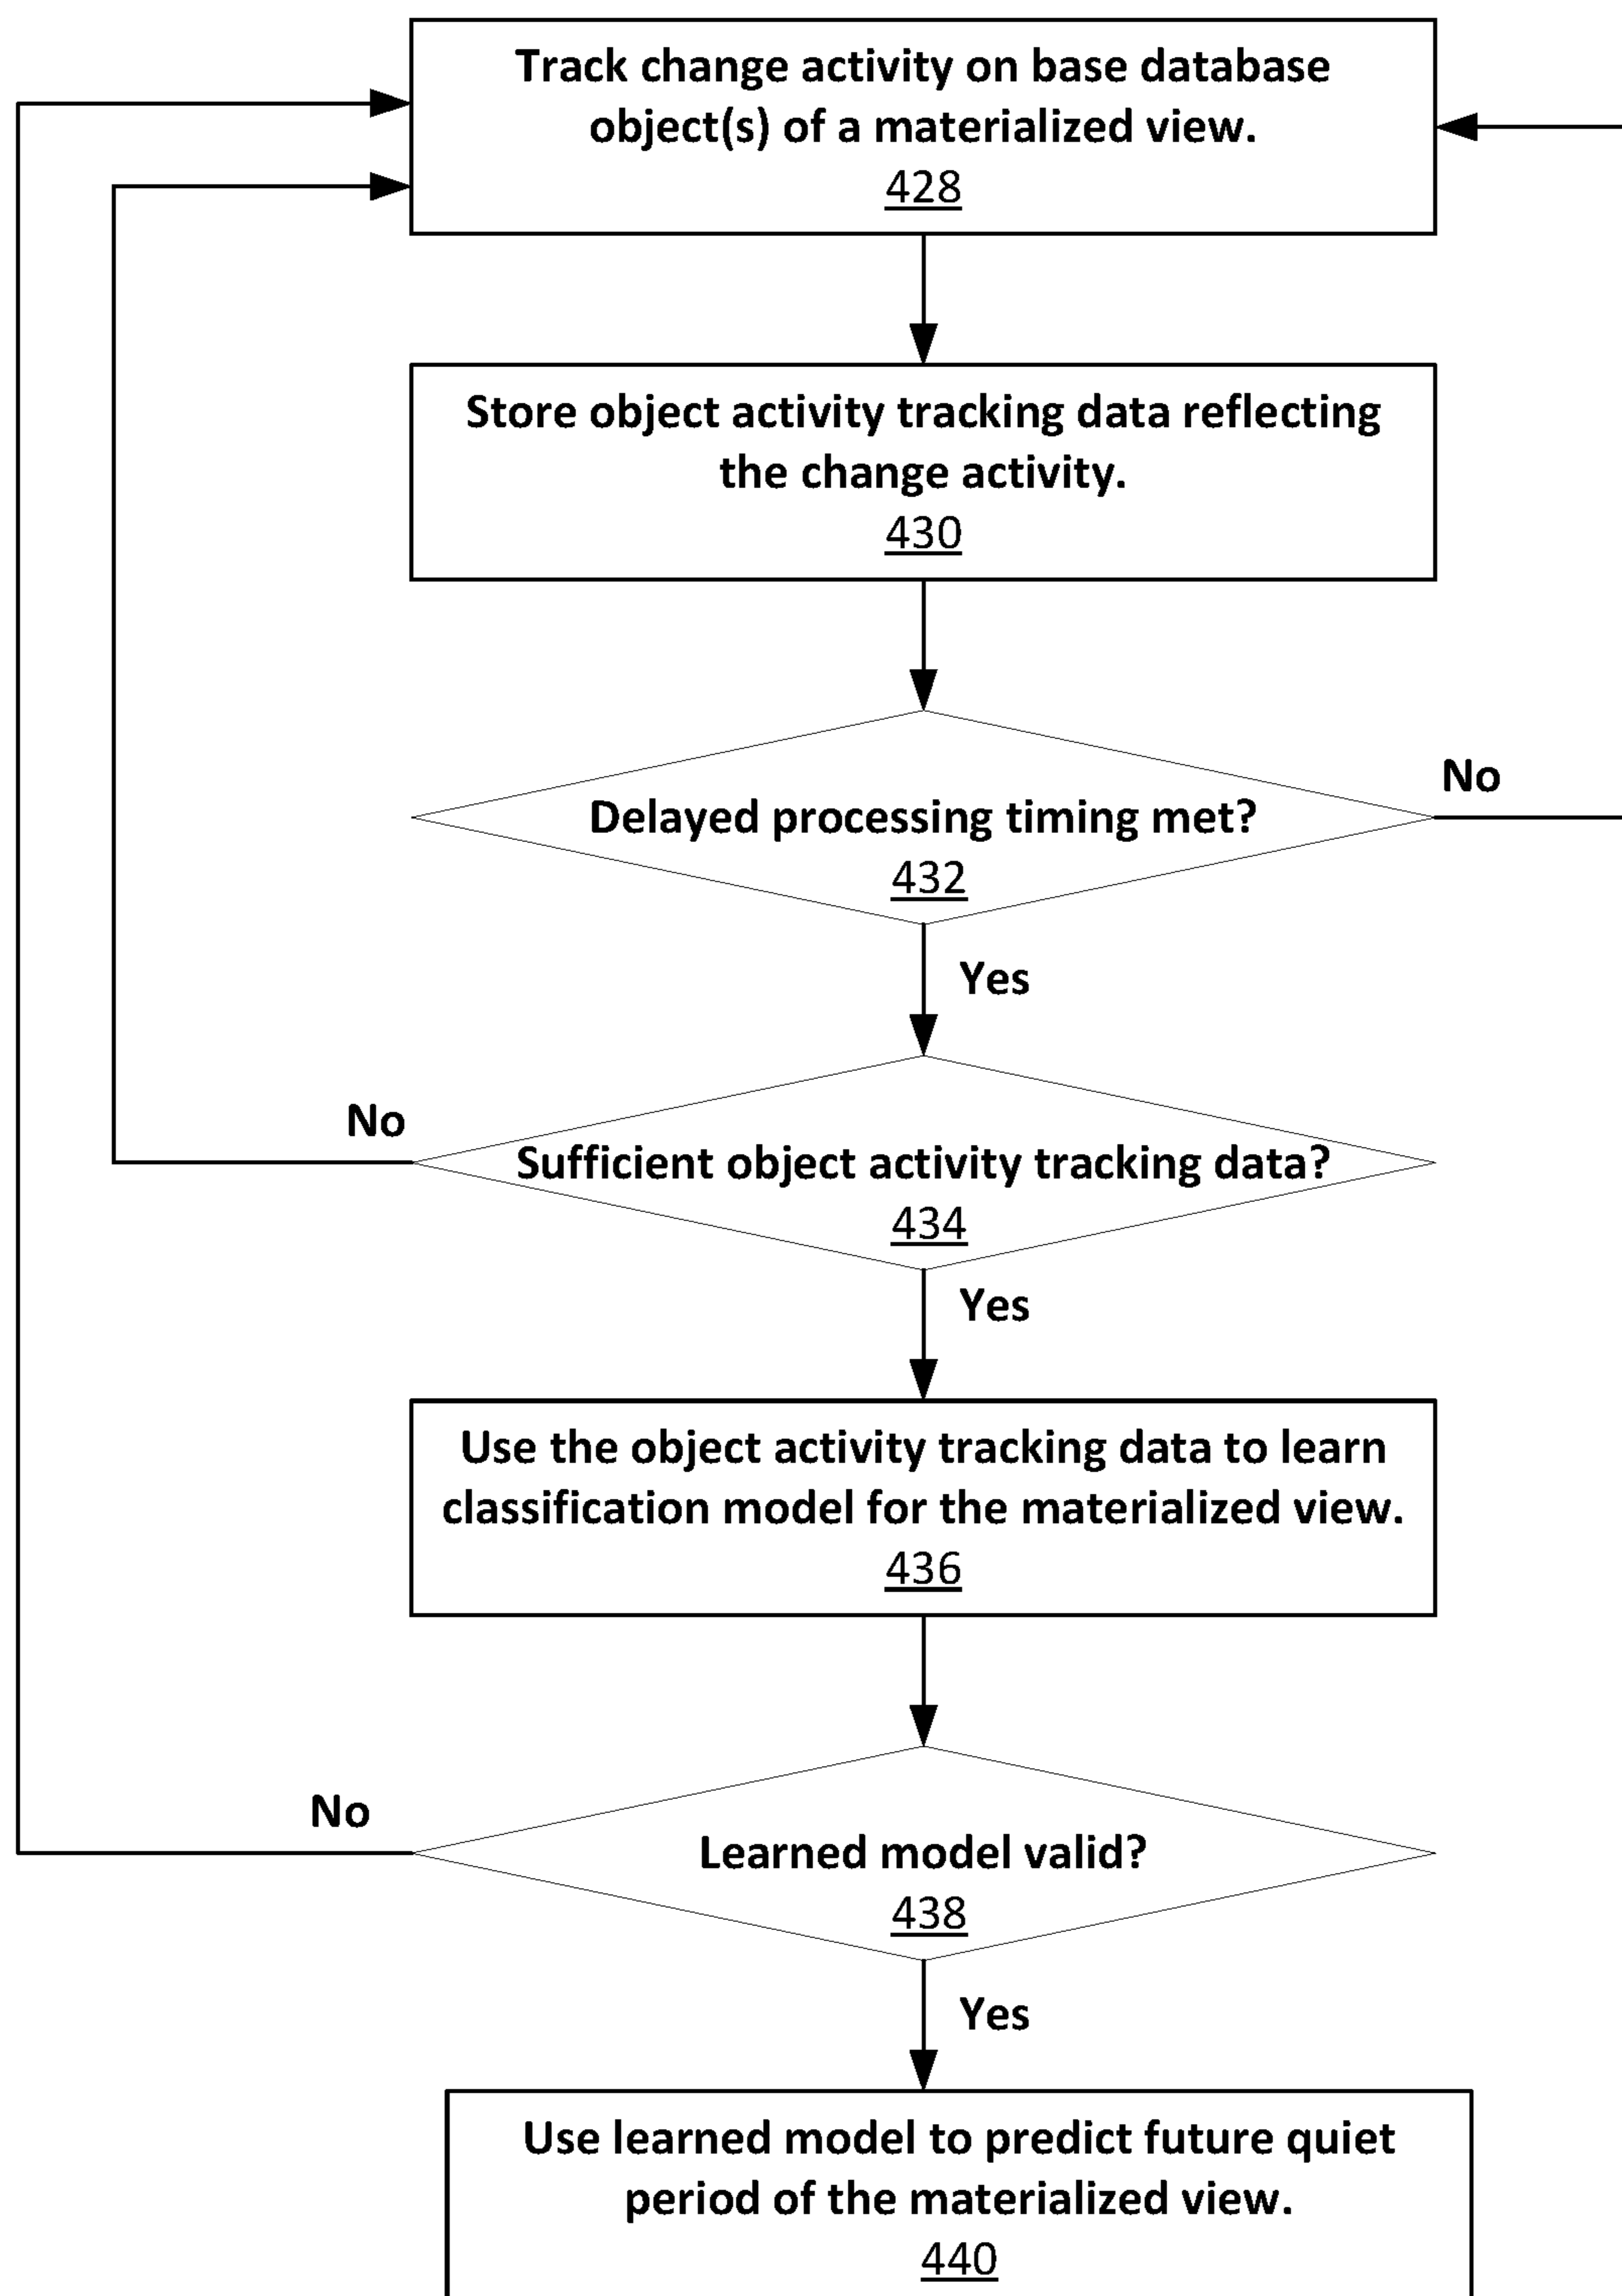 Track change activity on base database
object(s) of a materialized view.
428
Store object activity tracking data reflecting
the change activity.
430
No
Delayed processing timing met?
432
Yes
No
Sufficient object activity tracking data?
434
Yes
Use the object activity tracking data to learn
classification model for the materialized view.
436
No
Learned model valid?
438
Yes
Use learned model to predict future quiet
period of the materialized view.
440